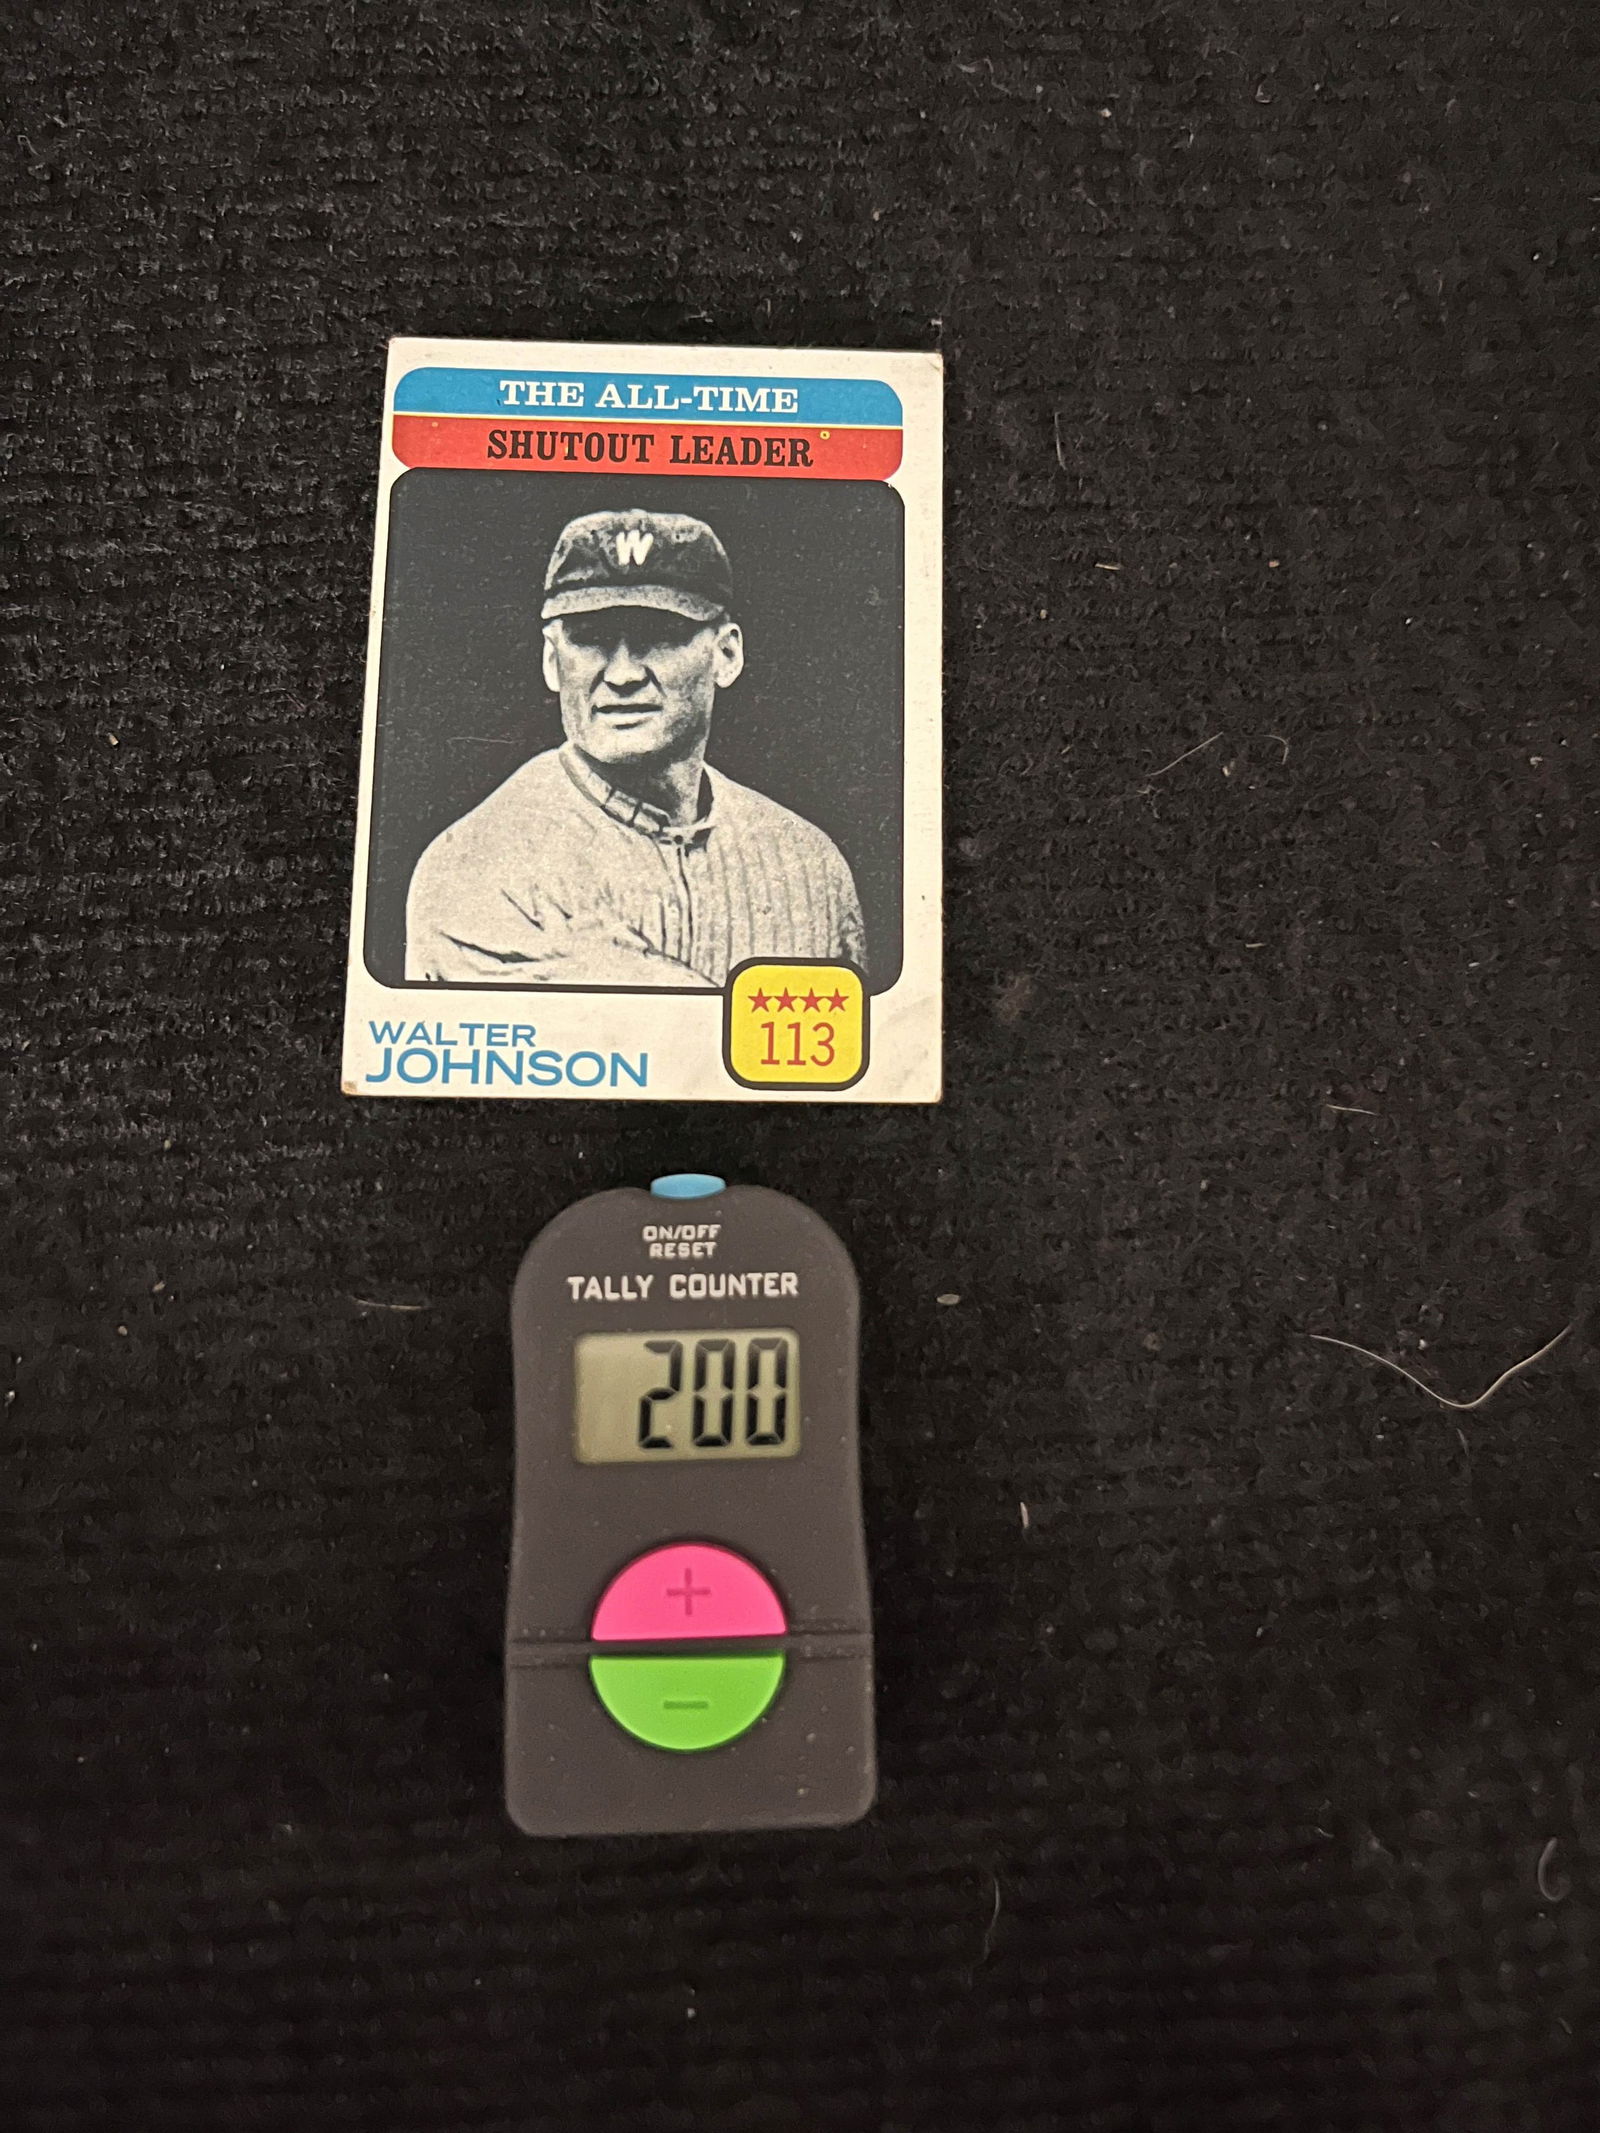 THE ALL-TIME
SHUTOUT LEADER
W
★★★★
113
WALTER
JOHNSON
ON/OFF
RESET
TALLY COUNTER
200
+
−